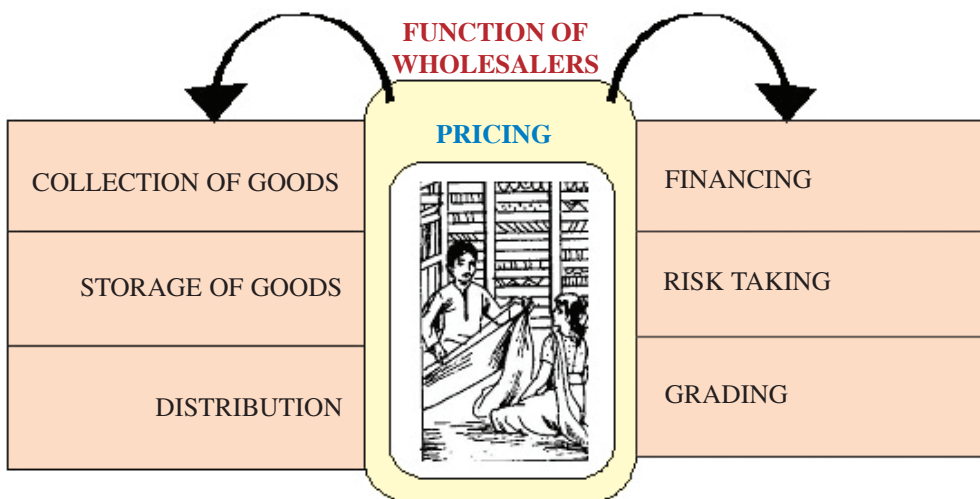 FUNCTION OF
WHOLESALERS
PRICING
COLLECTION OF GOODS
STORAGE OF GOODS
DISTRIBUTION
FINANCING
RISK TAKING
GRADING